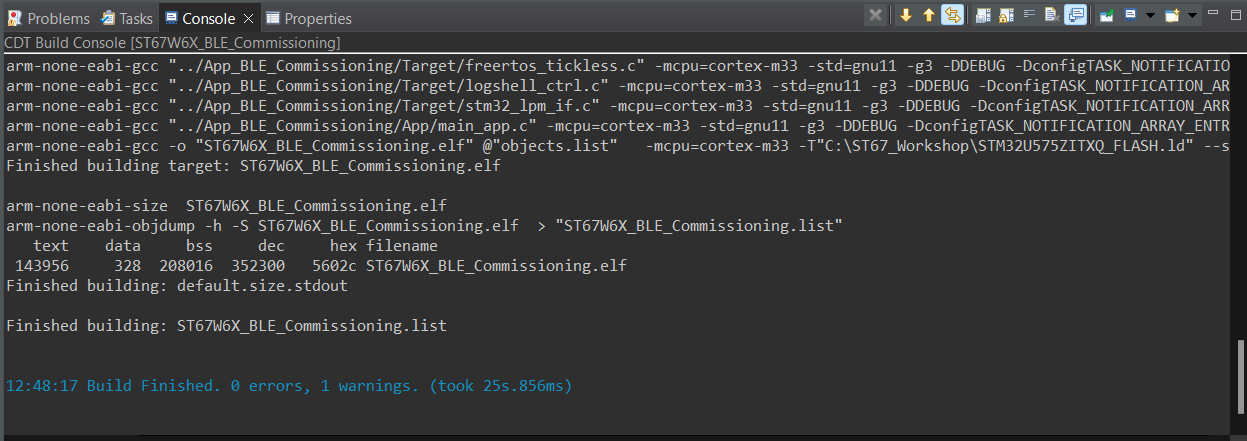 Problems Tasks Console Properties
CDT Build Console [ST67W6X_BLE_Commissioning]
arm-none-eabi-gcc "../App_BLE_Commissioning/Target/freertos_tickless.c" -mcpu=cortex-m33 -std=gnu11 -g3 -DDEBUG -DconfigTASK_NOTIFICATIO
arm-none-eabi-gcc "../App_BLE_Commissioning/Target/logshell_ctrl.c" -mcpu=cortex-m33 -std=gnu11 -g3 -DDEBUG -DconfigTASK_NOTIFICATION_AR
arm-none-eabi-gcc "../App_BLE_Commissioning/Target/stm32_lpm_if.c" -mcpu=cortex-m33 -std=gnu11 -g3 -DDEBUG -DconfigTASK_NOTIFICATION_ARR
arm-none-eabi-gcc "../App_BLE_Commissioning/App/main_app.c" -mcpu=cortex-m33 -std=gnu11 -g3 -DDEBUG -DconfigTASK_NOTIFICATION_ARRAY_ENTR
arm-none-eabi-gcc -o "ST67W6X_BLE_Commissioning.elf" @"objects.list"   -mcpu=cortex-m33 -T"C:\ST67_Workshop\STM32U575ZITXQ_FLASH.ld" --s
Finished building target: ST67W6X_BLE_Commissioning.elf
arm-none-eabi-size  ST67W6X_BLE_Commissioning.elf
arm-none-eabi-objdump -h -S ST67W6X_BLE_Commissioning.elf  > "ST67W6X_BLE_Commissioning.list"
   text    data     bss     dec     hex filename
 143956     328  208016  352300   5602c ST67W6X_BLE_Commissioning.elf
Finished building: default.size.stdout
Finished building: ST67W6X_BLE_Commissioning.list
12:48:17 Build Finished. 0 errors, 1 warnings. (took 25s.856ms)